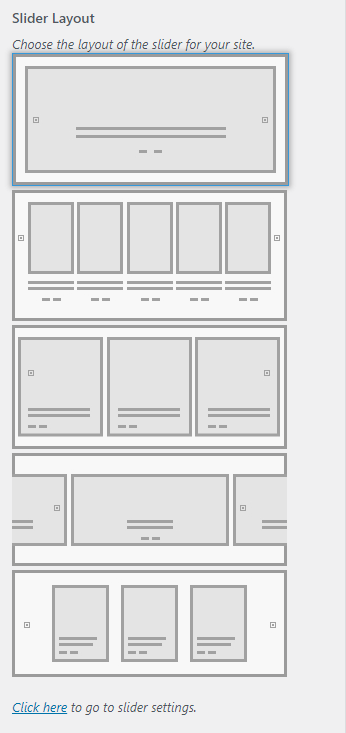 Slider Layout
Choose the layout of the slider for your site.
Click here to go to slider settings.